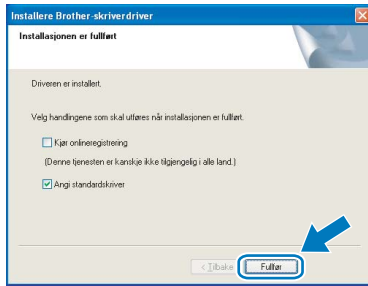 Installere Brother-skriverdriver
Installasjonen er fullført
Driveren er installert.
Velg handlingene som skal utføres når installasjonen er fullført.
Kjør onlineregistrering
(Denne tjenesten er kanskje ikke tilgjengelig i alle land.)
Angi standardskriver
< Tilbake
Fullfør